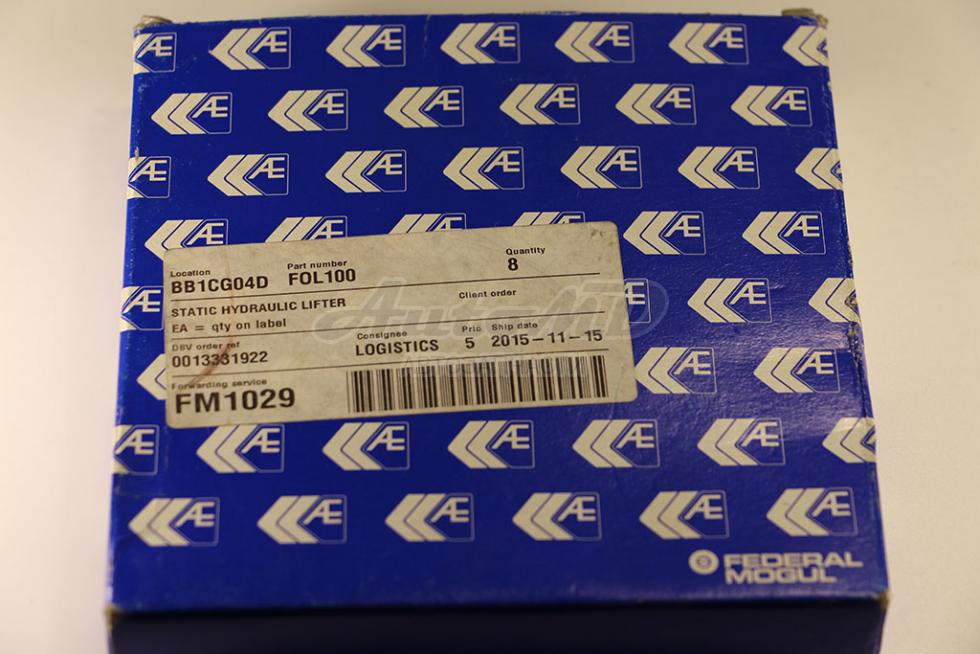 Location Part number Quantity
BB1CG04D FOL100 8
STATIC HYDRAULIC LIFTER Client order
EA = qty on label
DSV order ref Consignee Prio Ship date
0013331922 LOGISTICS 5 2015-11-15
Forwarding service
FM1029
AutoMD
Æ Æ Æ Æ Æ Æ
Æ Æ Æ Æ Æ Æ
Æ Æ Æ Æ Æ Æ
Æ Æ Æ Æ Æ Æ
Æ Æ
Æ Æ Æ Æ Æ Æ
Æ Æ Æ Æ Æ Æ
FEDERAL
MOGUL